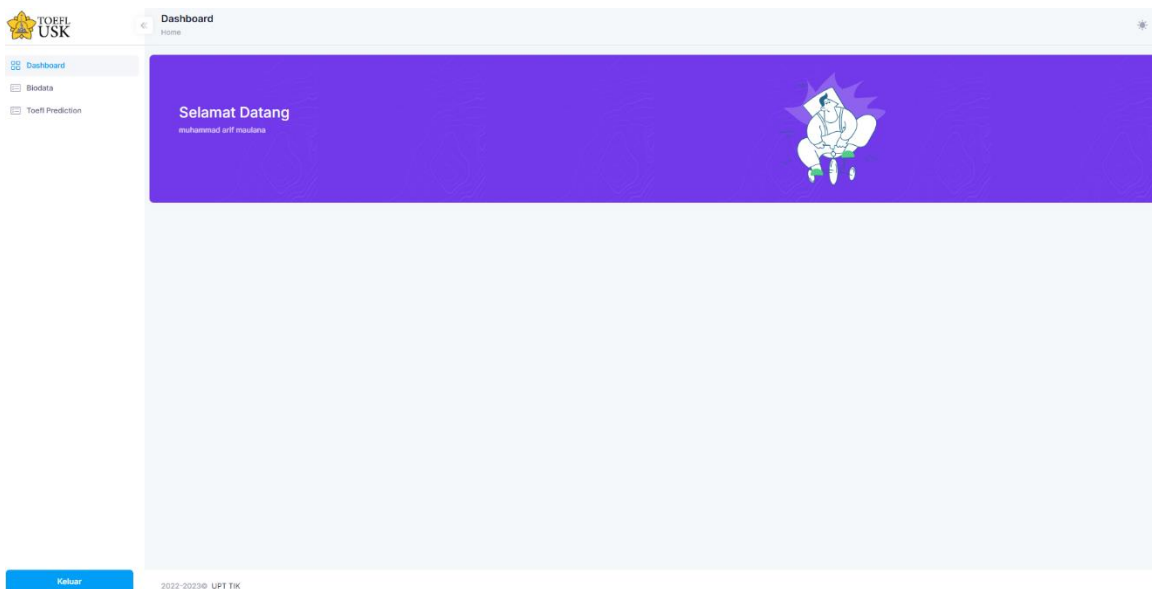 TOEFL
USK
Dashboard
Home
Dashboard
Biodata
Toefl Prediction
Selamat Datang
muhammad arif maulana
Keluar
2022-2023© UPT TIK